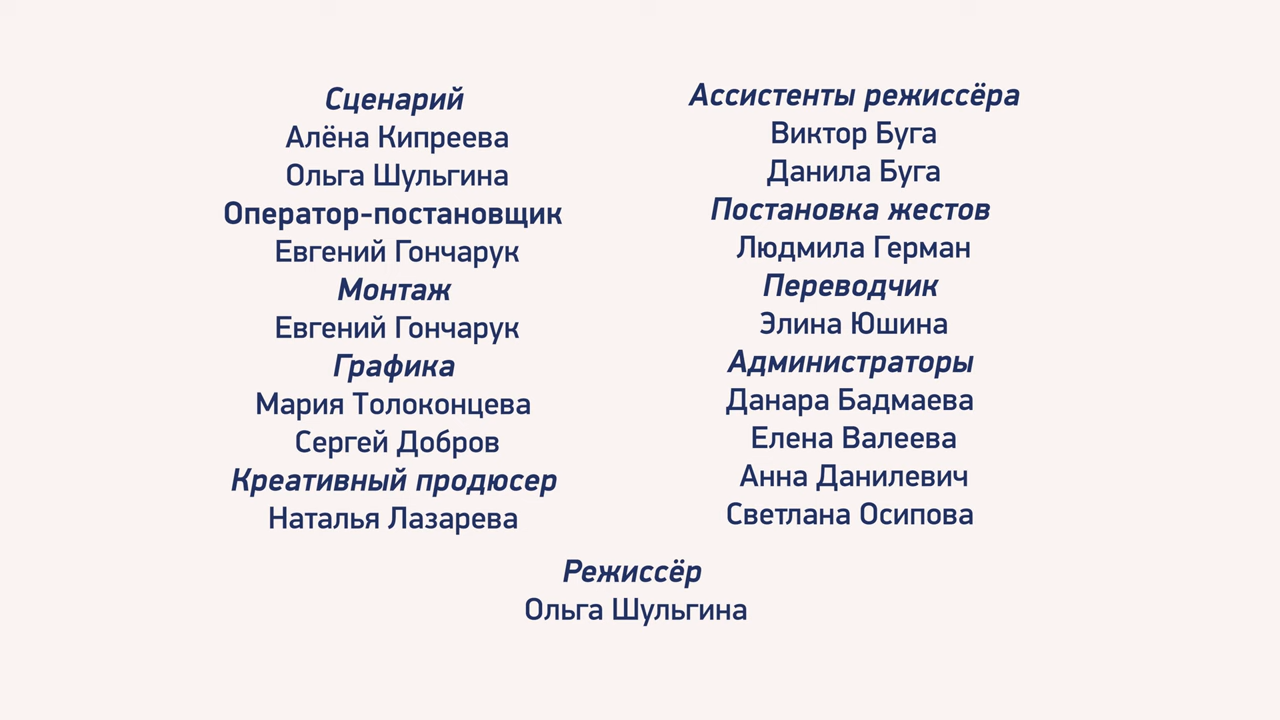 Сценарий
Алёна Кипреева
Ольга Шульгина
Оператор-постановщик
Евгений Гончарук
Монтаж
Евгений Гончарук
Графика
Мария Толоконцева
Сергей Добров
Креативный продюсер
Наталья Лазарева
Ассистенты режиссёра
Виктор Буга
Данила Буга
Постановка жестов
Людмила Герман
Переводчик
Элина Юшина
Администраторы
Данара Бадмаева
Елена Валеева
Анна Данилевич
Светлана Осипова
Режиссёр
Ольга Шульгина